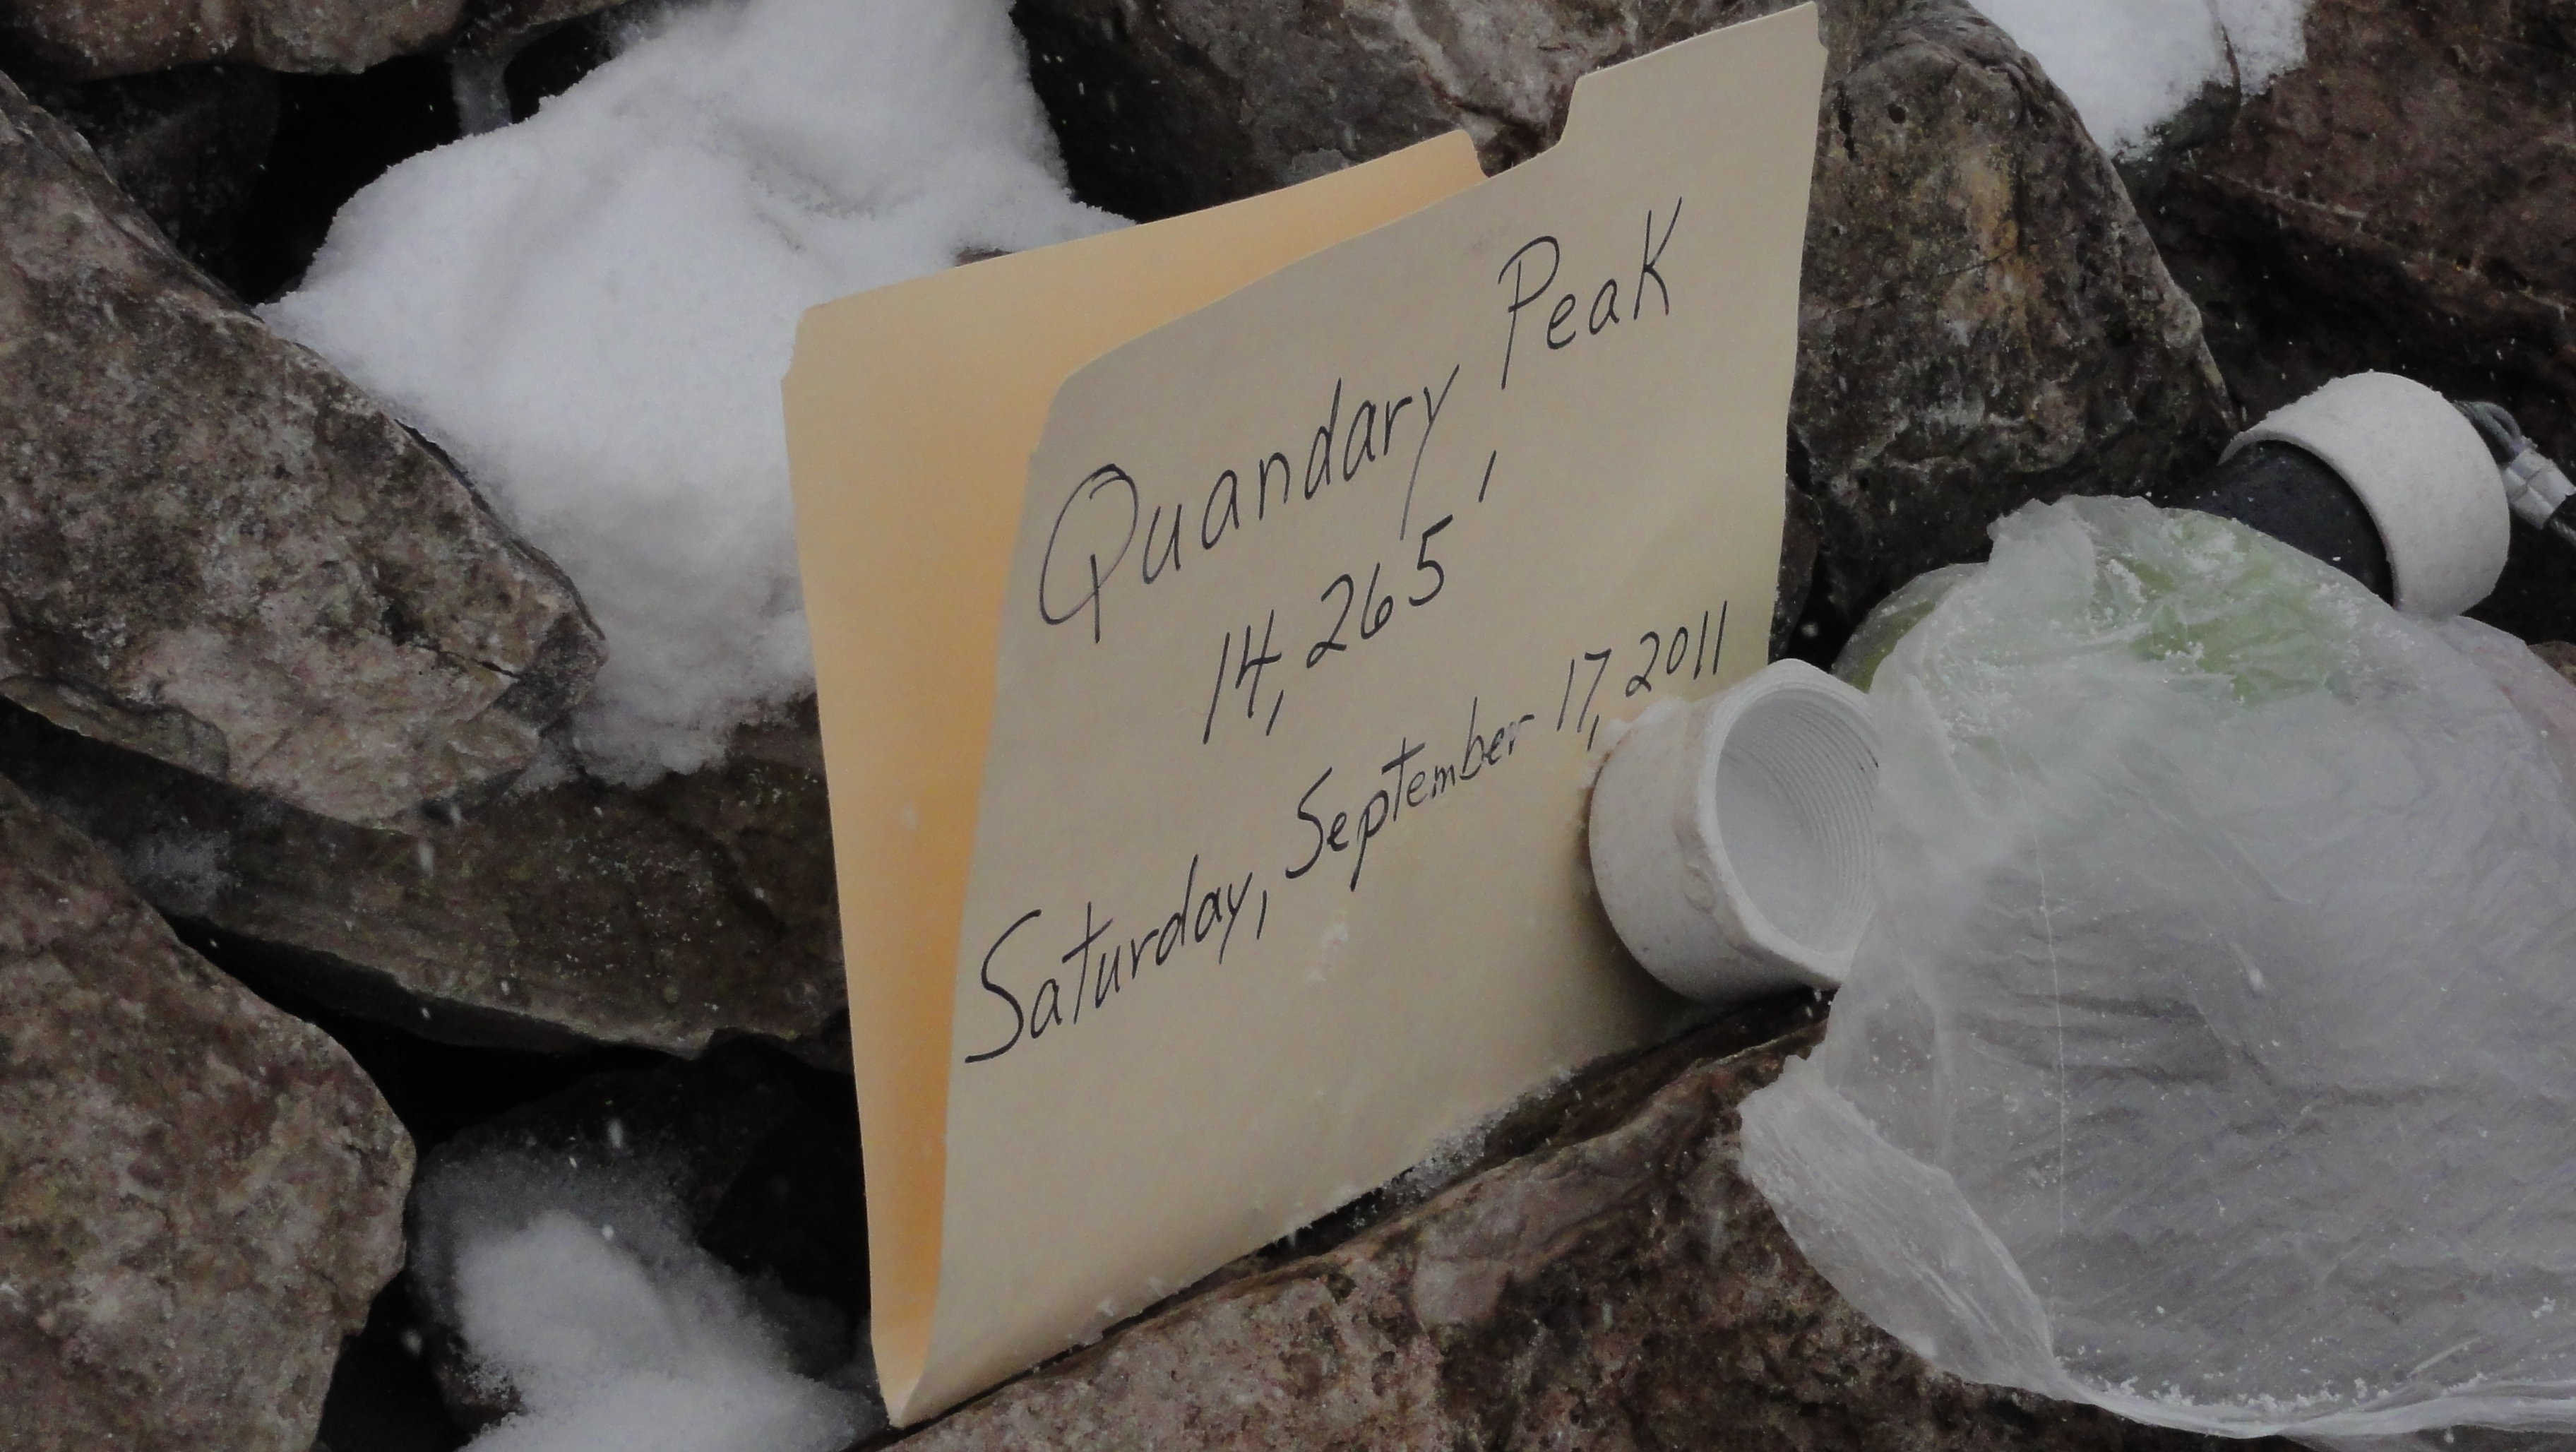 Quandary Peak
14,265'
Saturday, September 17, 2011